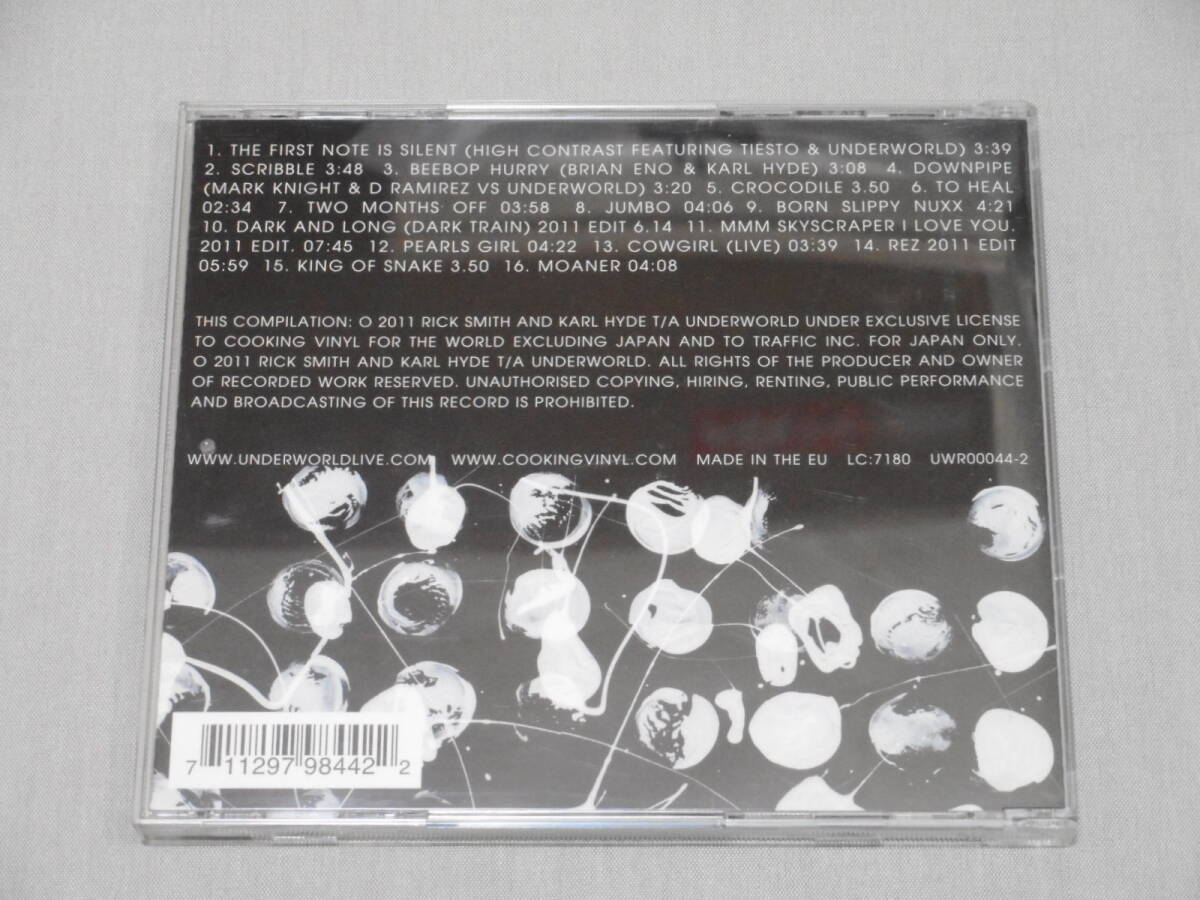 1. THE FIRST NOTE IS SILENT (HIGH CONTRAST FEATURING TIESTO & UNDERWORLD) 3:39
2. SCRIBBLE 3:48 3. BEEBOP HURRY (BRIAN ENO & KARL HYDE) 3:08 4. DOWNPIPE
(MARK KNIGHT & D RAMIREZ VS UNDERWORLD) 3:20 5. CROCODILE 3.50 6. TO HEAL
02:34 7. TWO MONTHS OFF 03:58 8. JUMBO 04:06 9. BORN SLIPPY NUXX 4:21
10. DARK AND LONG (DARK TRAIN) 2011 EDIT 6.14 11. MMM SKYSCRAPER I LOVE YOU.
2011 EDIT. 07:45 12. PEARLS GIRL 04:22 13. COWGIRL (LIVE) 03:39 14. REZ 2011 EDIT
05:59 15. KING OF SNAKE 3.50 16. MOANER 04:08
THIS COMPILATION: O 2011 RICK SMITH AND KARL HYDE T/A UNDERWORLD UNDER EXCLUSIVE LICENSE
TO COOKING VINYL FOR THE WORLD EXCLUDING JAPAN AND TO TRAFFIC INC. FOR JAPAN ONLY.
O 2011 RICK SMITH AND KARL HYDE T/A UNDERWORLD. ALL RIGHTS OF THE PRODUCER AND OWNER
OF RECORDED WORK RESERVED. UNAUTHORISED COPYING, HIRING, RENTING, PUBLIC PERFORMANCE
AND BROADCASTING OF THIS RECORD IS PROHIBITED.
WWW.UNDERWORLDLIVE.COM WWW.COOKINGVINYL.COM MADE IN THE EU LC:7180 UWR00044-2
7 11297 98442 2